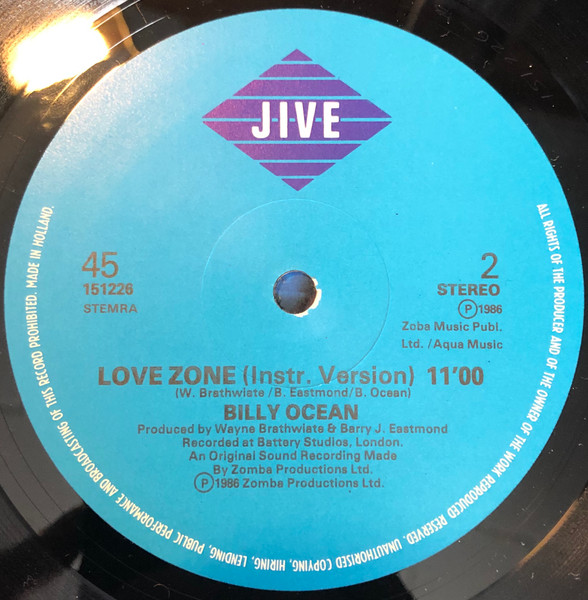 JIVE
45
151226
STEMRA
2
STEREO
Ⓟ1986
Zoba Music Publ.
Ltd. /Aqua Music
LOVE ZONE (Instr. Version) 11'00
(W. Brathwiate /B. Eastmond/B. Ocean)
BILLY OCEAN
Produced by Wayne Brathwiate & Barry J. Eastmond
Recorded at Battery Studios, London.
An Original Sound Recording Made
By Zomba Productions Ltd.
Ⓟ1986 Zomba Productions Ltd.
ALL RIGHTS OF THE PRODUCER AND OF THE OWNER OF THE WORK REPRODUCED RESERVED. UNAUTHORISED COPYING, HIRING, LENDING, PUBLIC PERFORMANCE AND BROADCASTING OF THIS RECORD PROHIBITED. MADE IN HOLLAND.